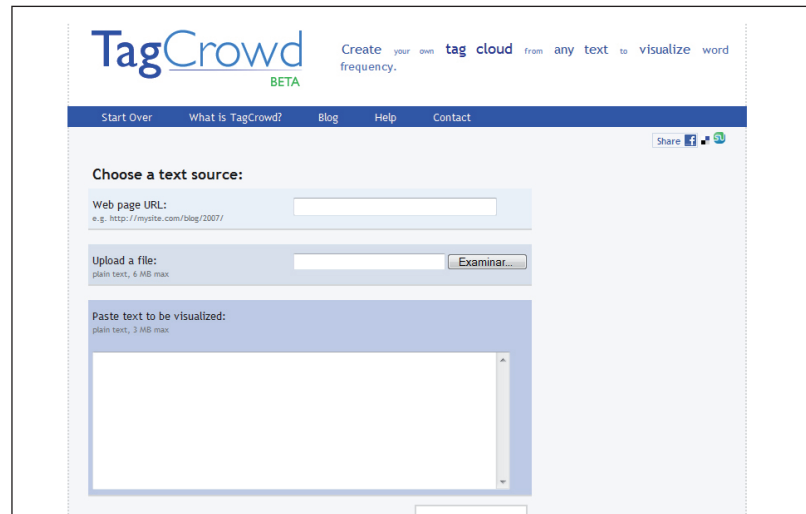 TagCrowd
BETA
Create your own tag cloud from any text to visualize word
frequency.
Start Over What is TagCrowd? Blog Help Contact
Share
Choose a text source:
Web page URL:
e.g. http://mysite.com/blog/2007/
Upload a file:
Examinar...
plain text, 6 MB max
Paste text to be visualized:
plain text, 3 MB max